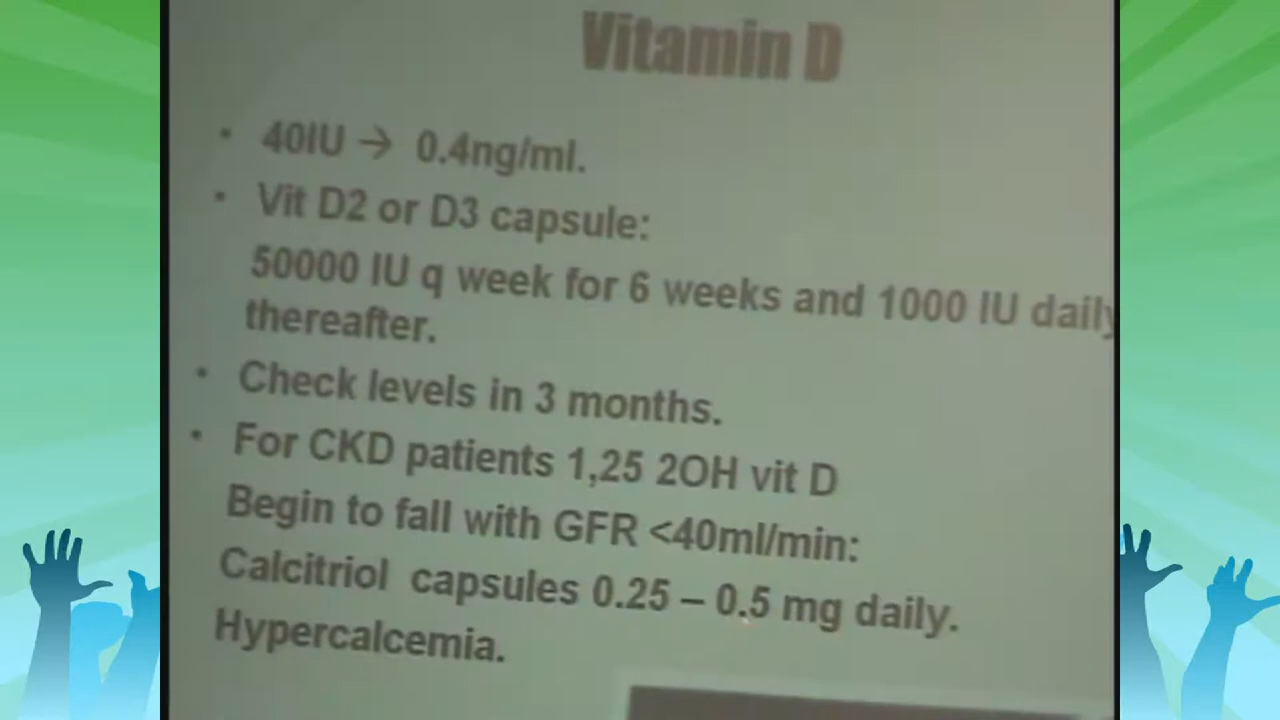 Vitamin D
• 40IU → 0.4ng/ml.
• Vit D2 or D3 capsule:
50000 IU q week for 6 weeks and 1000 IU daily
thereafter.
• Check levels in 3 months.
• For CKD patients 1,25 2OH vit D
Begin to fall with GFR <40ml/min:
Calcitriol capsules 0.25 – 0.5 mg daily.
Hypercalcemia.